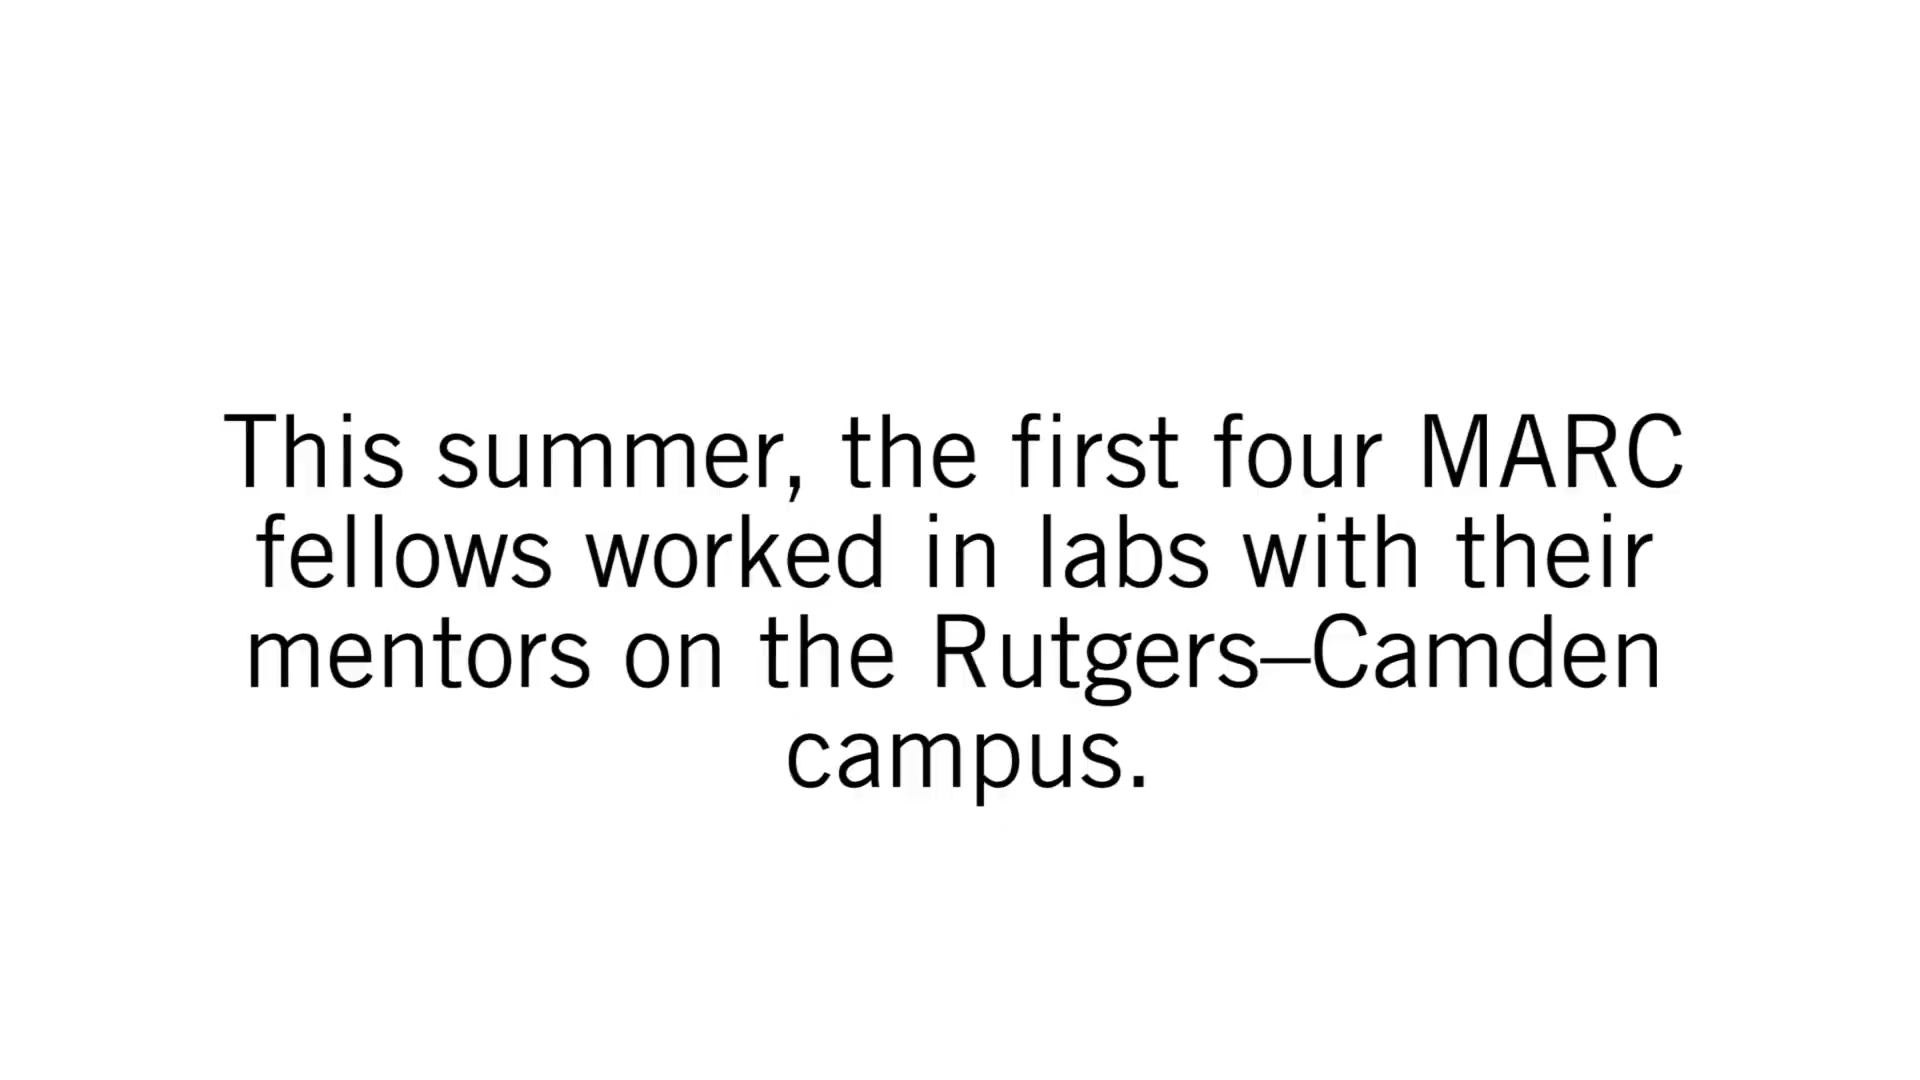 This summer, the first four MARC
fellows worked in labs with their
mentors on the Rutgers–Camden
campus.